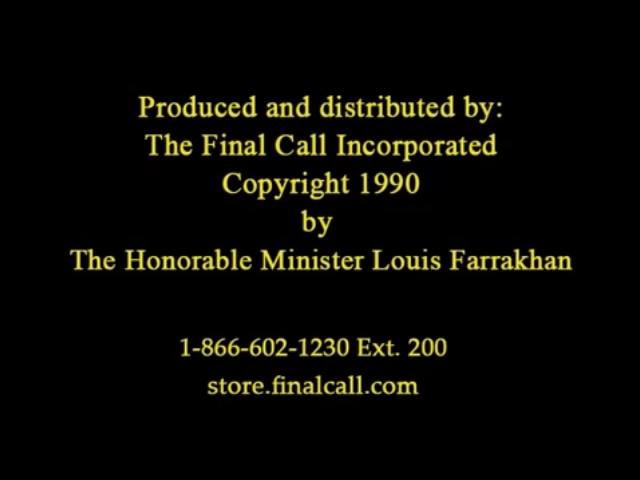 Produced and distributed by:
The Final Call Incorporated
Copyright 1990
by
The Honorable Minister Louis Farrakhan
1-866-602-1230 Ext. 200
store.finalcall.com